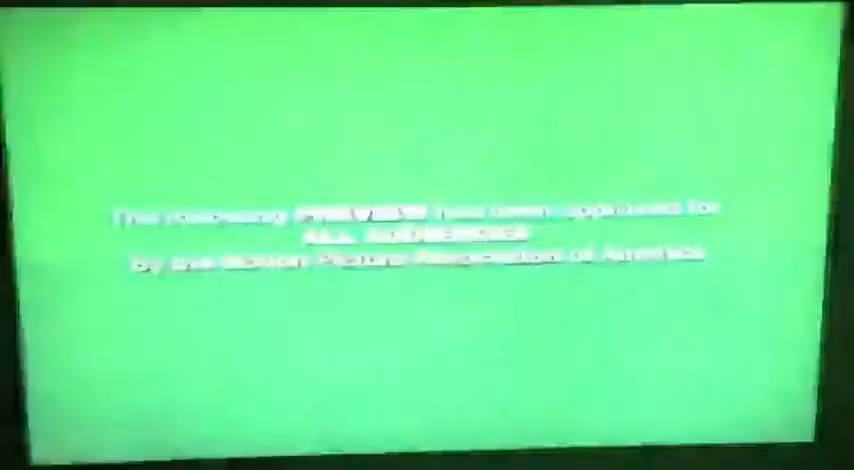 The following PREVIEW has been approved for
ALL AUDIENCES
by the Motion Picture Association of America